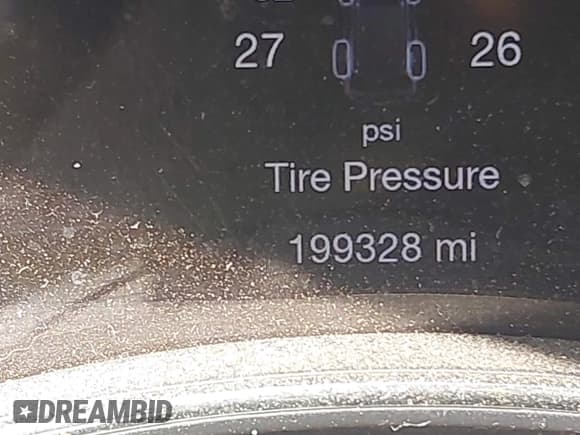 27 26
psi
Tire Pressure
199328 mi
DREAMBID